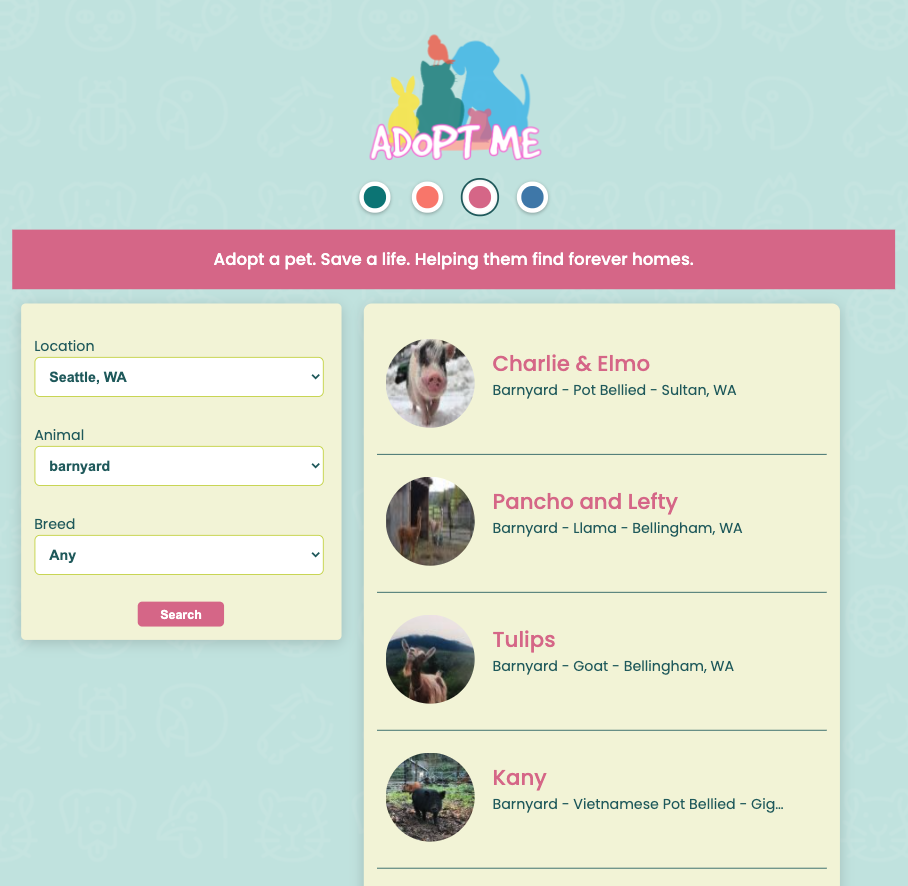 ADoPT ME
Adopt a pet. Save a life. Helping them find forever homes.
Location
Seattle, WA
Animal
barnyard
Breed
Any
Search
Charlie & Elmo
Barnyard - Pot Bellied - Sultan, WA
Pancho and Lefty
Barnyard - Llama - Bellingham, WA
Tulips
Barnyard - Goat - Bellingham, WA
Kany
Barnyard - Vietnamese Pot Bellied - Gig...